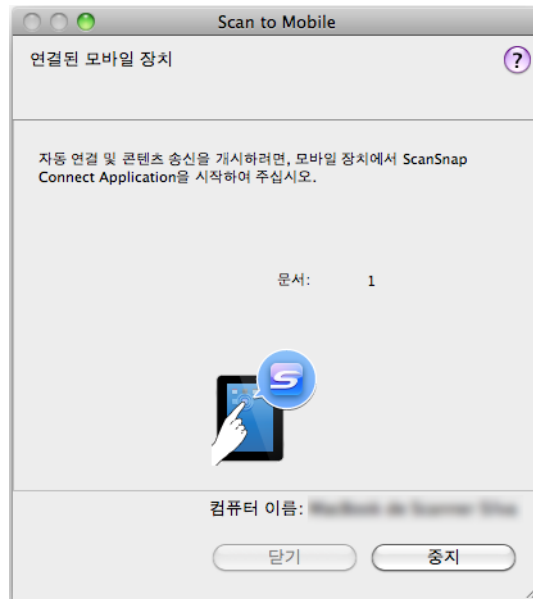 Scan to Mobile
연결된 모바일 장치
?
자동 연결 및 콘텐츠 송신을 개시하려면, 모바일 장치에서 ScanSnap
Connect Application을 시작하여 주십시오.
문서: 1
S
컴퓨터 이름:
닫기 중지